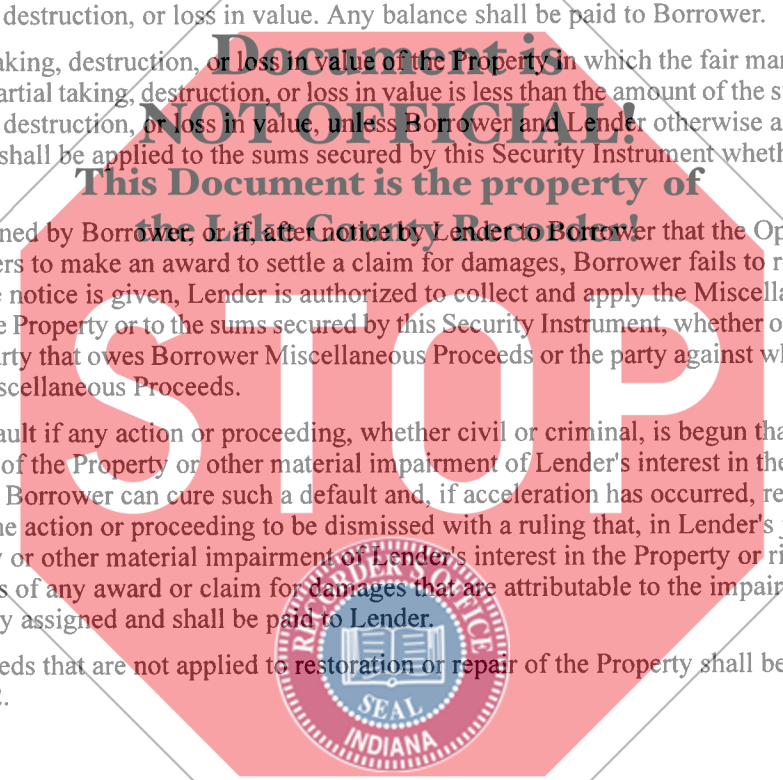 destruction, or loss in value. Any balance shall be paid to Borrower.
Document is
aking, destruction, or loss in value of the Property in which the fair mar
artial taking, destruction, or loss in value is less than the amount of the s
NOT OFFICIAL!
destruction, or loss in value, unless Borrower and Lender otherwise a
shall be applied to the sums secured by this Security Instrument wheth
This Document is the property of
the Lake County Recorder!
ned by Borrower, or if, after notice by Lender to Borrower that the Op
ers to make an award to settle a claim for damages, Borrower fails to r
notice is given, Lender is authorized to collect and apply the Miscella
e Property or to the sums secured by this Security Instrument, whether o
arty that owes Borrower Miscellaneous Proceeds or the party against wh
scellaneous Proceeds.
STOP
ault if any action or proceeding, whether civil or criminal, is begun tha
of the Property or other material impairment of Lender's interest in the
Borrower can cure such a default and, if acceleration has occurred, re
ne action or proceeding to be dismissed with a ruling that, in Lender's
y or other material impairment of Lender's interest in the Property or ri
s of any award or claim for damages that are attributable to the impair
y assigned and shall be paid to Lender.
RECORDER'S OFFICE
eds that are not applied to restoration or repair of the Property shall be
SEAL
INDIANA